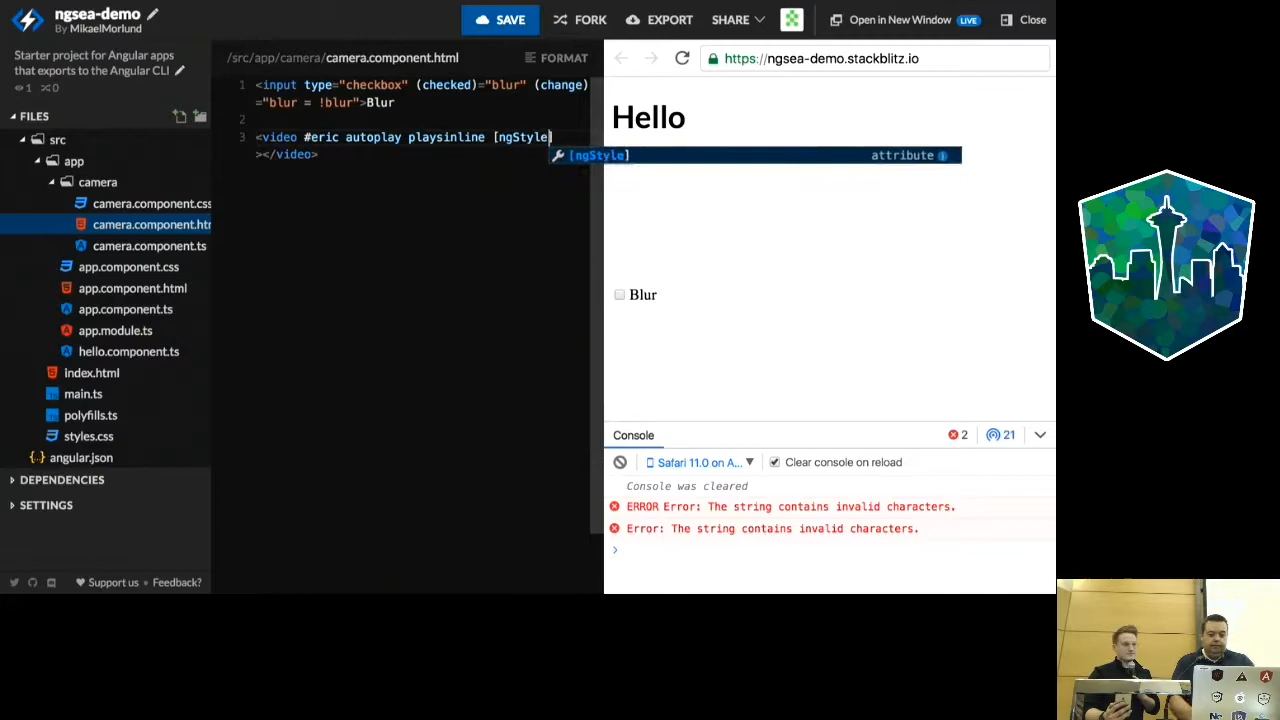 ngsea-demo
By MikaelMorlund
SAVE
FORK
EXPORT
SHARE
Open in New Window LIVE
Close
Starter project for Angular apps
that exports to the Angular CLI
1 0
FILES
src
app
camera
camera.component.css
camera.component.htm
camera.component.ts
app.component.css
app.component.html
app.component.ts
app.module.ts
hello.component.ts
index.html
main.ts
polyfills.ts
styles.css
angular.json
DEPENDENCIES
SETTINGS
Support us
Feedback?
/src/app/camera/camera.component.html
FORMAT
1 <input type="checkbox" (checked)="blur" (change)
="blur = !blur">Blur
2
3 <video #eric autoplay playsinline [ngStyle]
></video>
[ngStyle] attribute
https://ngsea-demo.stackblitz.io
Hello
Blur
Console
2
21
Safari 11.0 on A...
Clear console on reload
Console was cleared
ERROR Error: The string contains invalid characters.
Error: The string contains invalid characters.